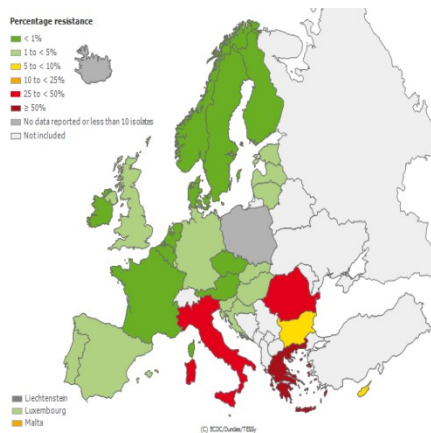 Percentage resistance
< 1%
1 to < 5%
5 to < 10%
10 to < 25%
25 to < 50%
≥ 50%
No data reported or less than 10 isolates
Not included
Liechtenstein
Luxembourg
Malta
(C) ECDC/Dundas/TESSy